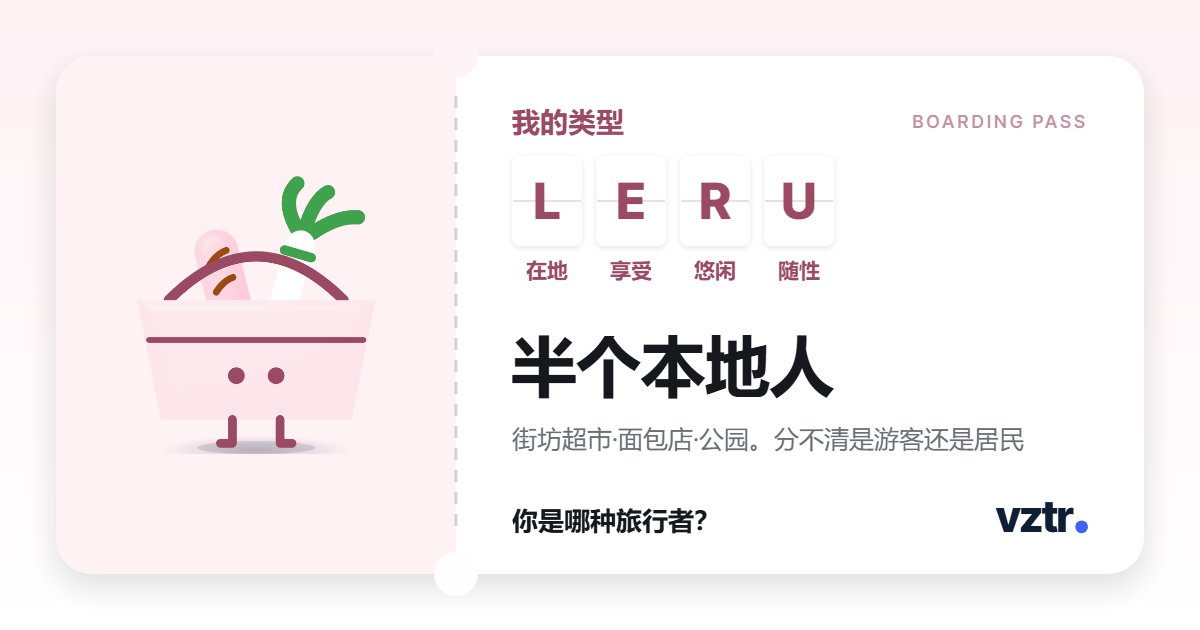 我的类型
BOARDING PASS
L E R U
在地 享受 悠闲 随性
半个本地人
街坊超市·面包店·公园。分不清是游客还是居民
你是哪种旅行者？
vztr.